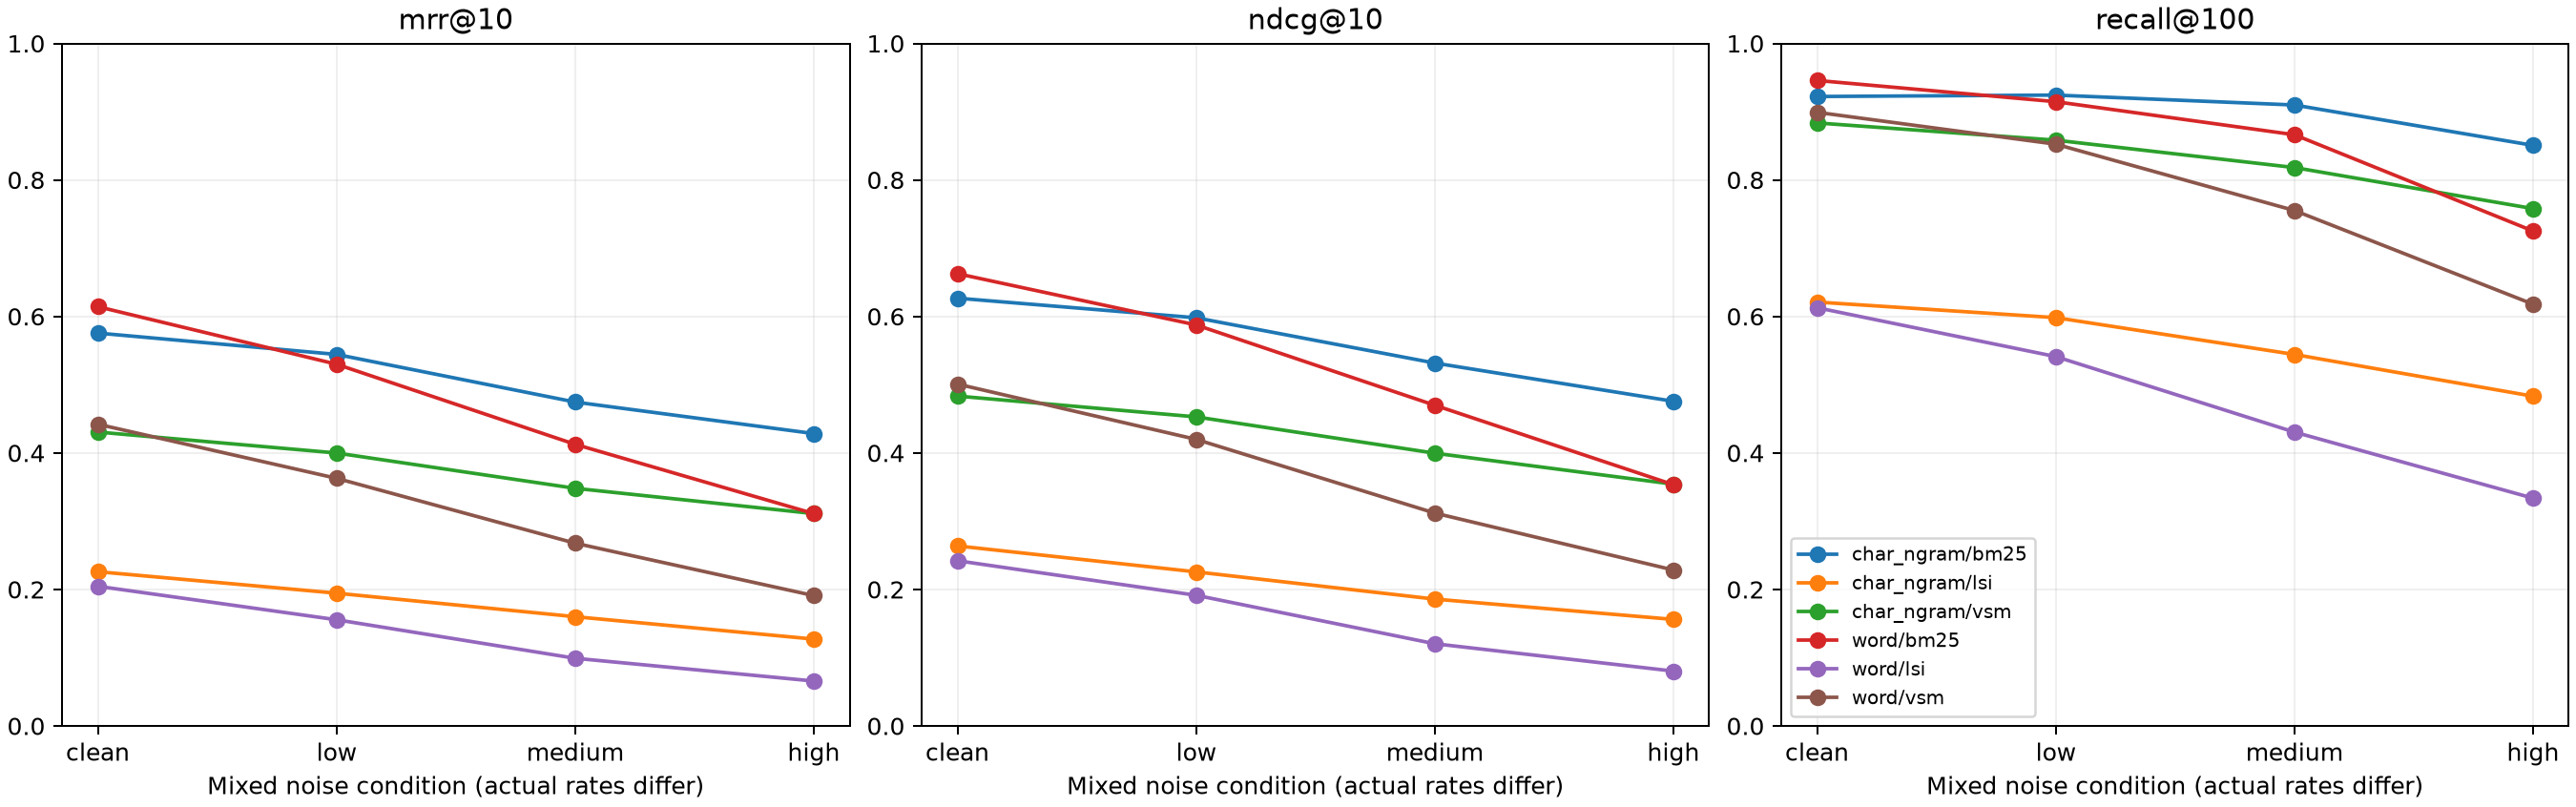 mrr@10
1.0
0.8
0.6
0.4
0.2
0.0
clean low medium high
Mixed noise condition (actual rates differ)
ndcg@10
1.0
0.8
0.6
0.4
0.2
0.0
clean low medium high
Mixed noise condition (actual rates differ)
recall@100
1.0
0.8
0.6
0.4
0.2
0.0
char_ngram/bm25
char_ngram/lsi
char_ngram/vsm
word/bm25
word/lsi
word/vsm
clean low medium high
Mixed noise condition (actual rates differ)